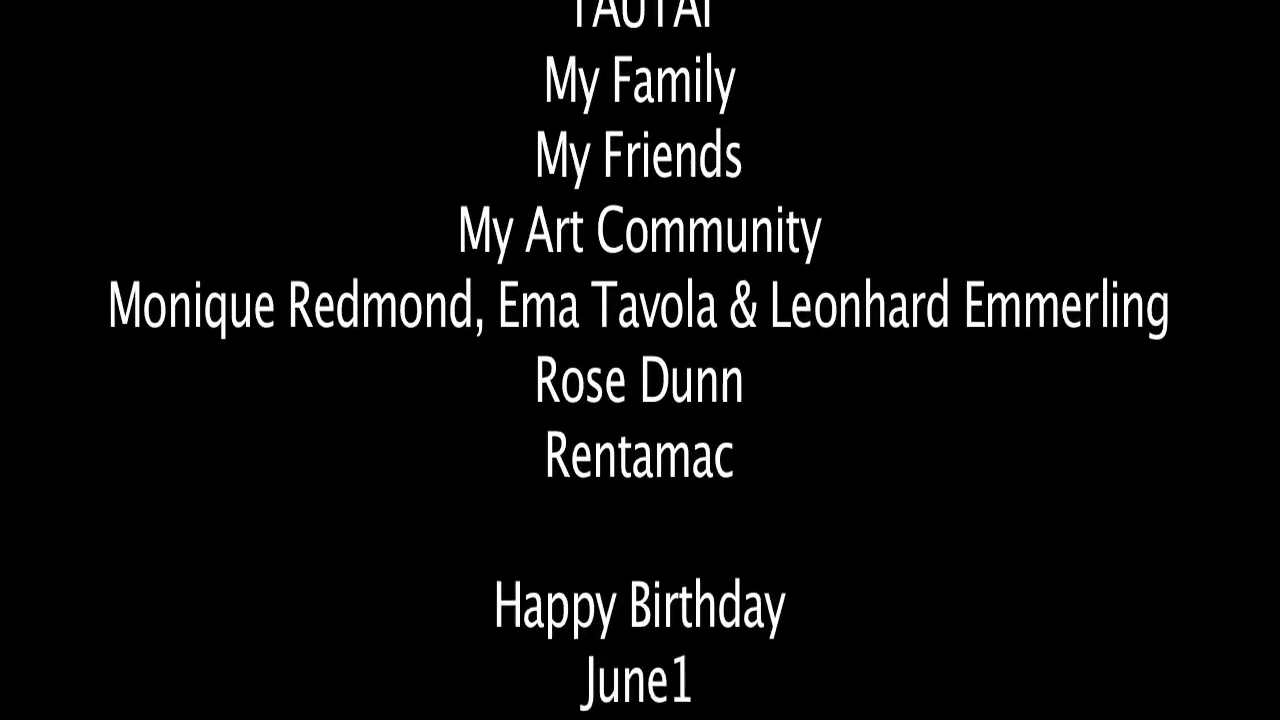 TAUTAI
My Family
My Friends
My Art Community
Monique Redmond, Ema Tavola & Leonhard Emmerling
Rose Dunn
Rentamac
Happy Birthday
June1